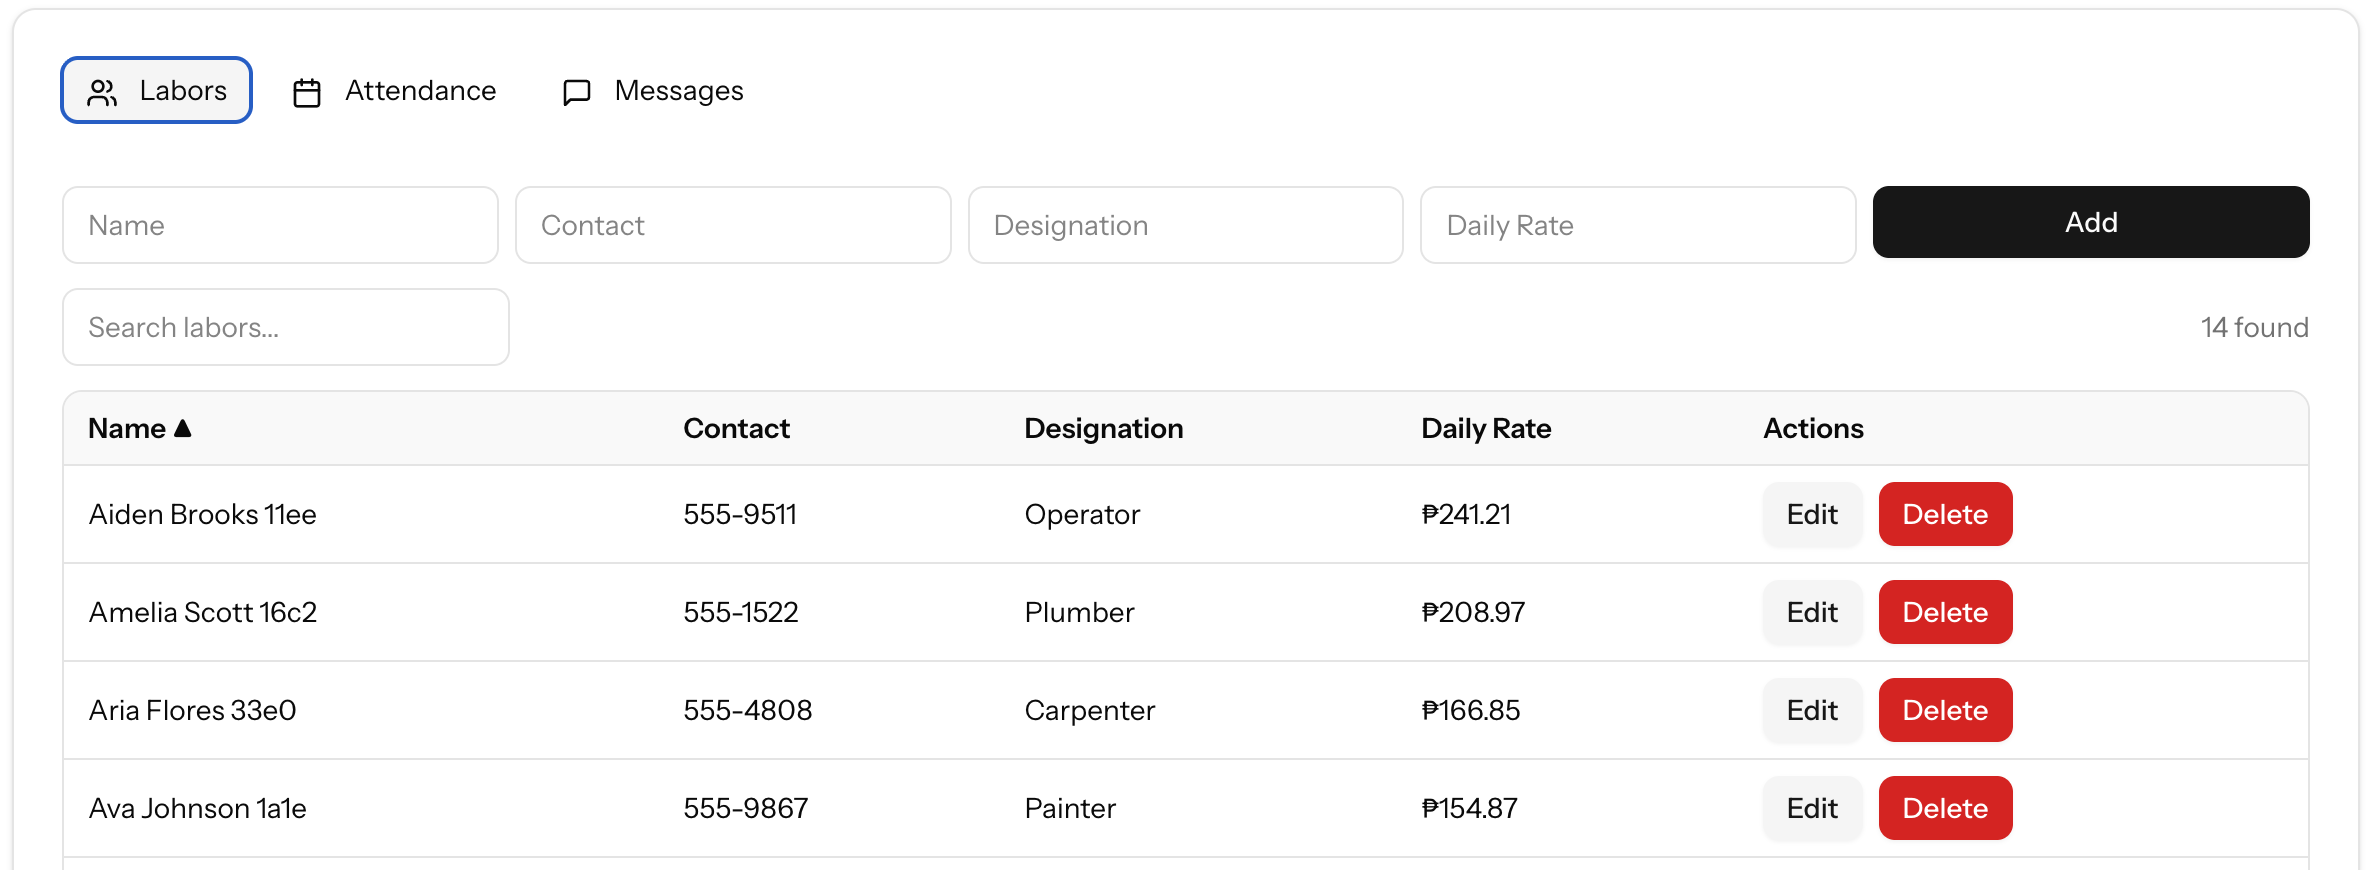 Labors Attendance Messages
Name Contact Designation Daily Rate Add
Search labors... 14 found
Name ▲ Contact Designation Daily Rate Actions
Aiden Brooks 11ee 555-9511 Operator ₱241.21 Edit Delete
Amelia Scott 16c2 555-1522 Plumber ₱208.97 Edit Delete
Aria Flores 33e0 555-4808 Carpenter ₱166.85 Edit Delete
Ava Johnson 1a1e 555-9867 Painter ₱154.87 Edit Delete